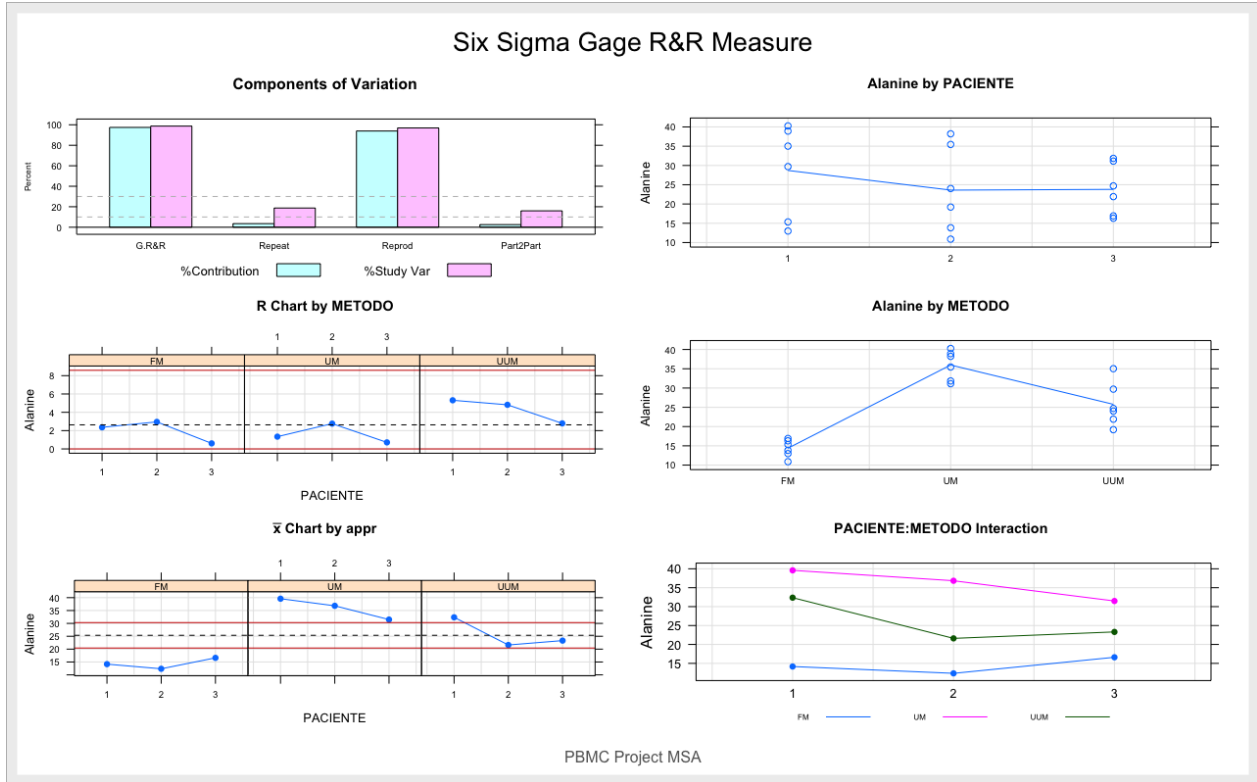 Six Sigma Gage R&R Measure
Components of Variation
Percent
100
80
60
40
20
0
G.R&R Repeat Reprod Part2Part
%Contribution %Study Var
Alanine by PACIENTE
Alanine
40
35
30
25
20
15
10
1 2 3
R Chart by METODO
1 2 3
FM UM UUM
Alanine
8
6
4
2
0
1 2 3 1 2 3
PACIENTE
Alanine by METODO
Alanine
40
35
30
25
20
15
10
FM UM UUM
x̅ Chart by appr
1 2 3
FM UM UUM
Alanine
40
35
30
25
20
15
1 2 3 1 2 3
PACIENTE
PACIENTE:METODO Interaction
Alanine
40
35
30
25
20
15
1 2 3
FM UM UUM
PBMC Project MSA